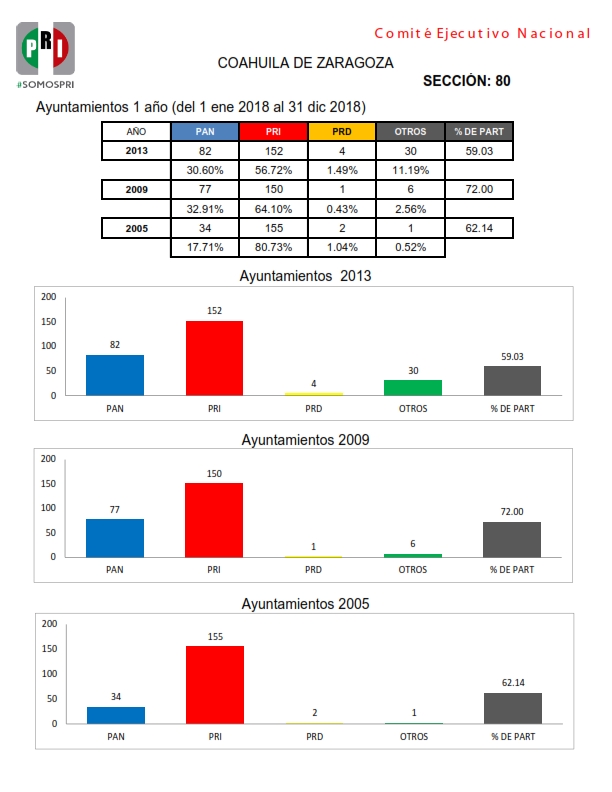 Comité Ejecutivo Nacional
PRI
#SOMOSPRI
COAHUILA DE ZARAGOZA
SECCIÓN: 80
Ayuntamientos 1 año (del 1 ene 2018 al 31 dic 2018)
AÑO PAN PRI PRD OTROS % DE PART
2013 82 152 4 30 59.03
30.60% 56.72% 1.49% 11.19%
2009 77 150 1 6 72.00
32.91% 64.10% 0.43% 2.56%
2005 34 155 2 1 62.14
17.71% 80.73% 1.04% 0.52%
Ayuntamientos 2013
200
150
100
50
0
82 152 4 30 59.03
PAN PRI PRD OTROS % DE PART
Ayuntamientos 2009
200
150
100
50
0
77 150 1 6 72.00
PAN PRI PRD OTROS % DE PART
Ayuntamientos 2005
200
150
100
50
0
34 155 2 1 62.14
PAN PRI PRD OTROS % DE PART